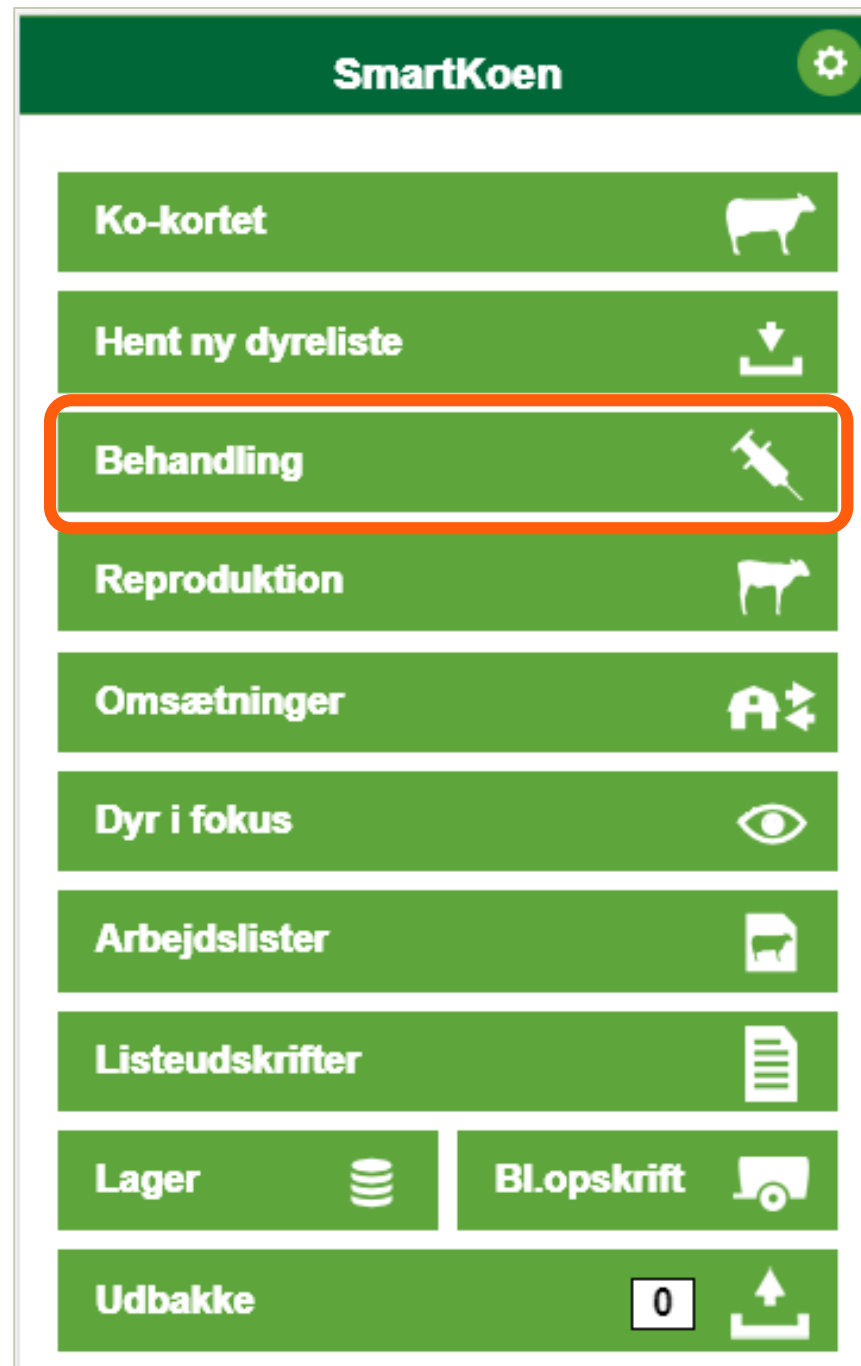 SmartKoen
Ko-kortet
Hent ny dyreliste
Behandling
Reproduktion
Omsætninger
Dyr i fokus
Arbejdslister
Listeudskrifter
Lager Bl.opskrift
Udbakke 0